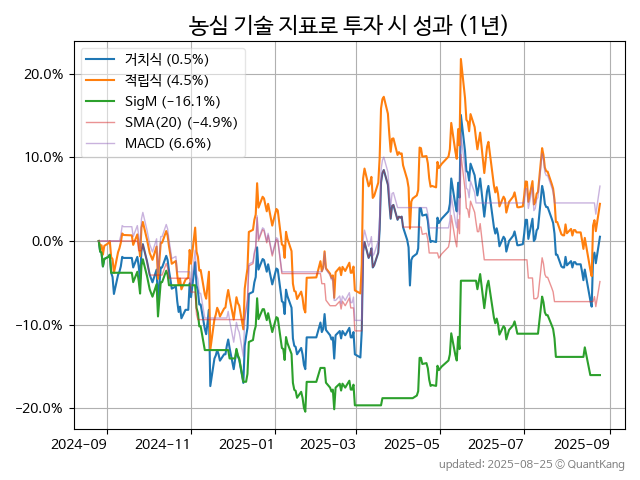 농심 기술 지표로 투자 시 성과 (1년)
거치식 (0.5%)
적립식 (4.5%)
SigM (−16.1%)
SMA(20) (−4.9%)
MACD (6.6%)
20.0%
10.0%
0.0%
−10.0%
−20.0%
2024-09 2024-11 2025-01 2025-03 2025-05 2025-07 2025-09
updated: 2025-08-25 © QuantKang